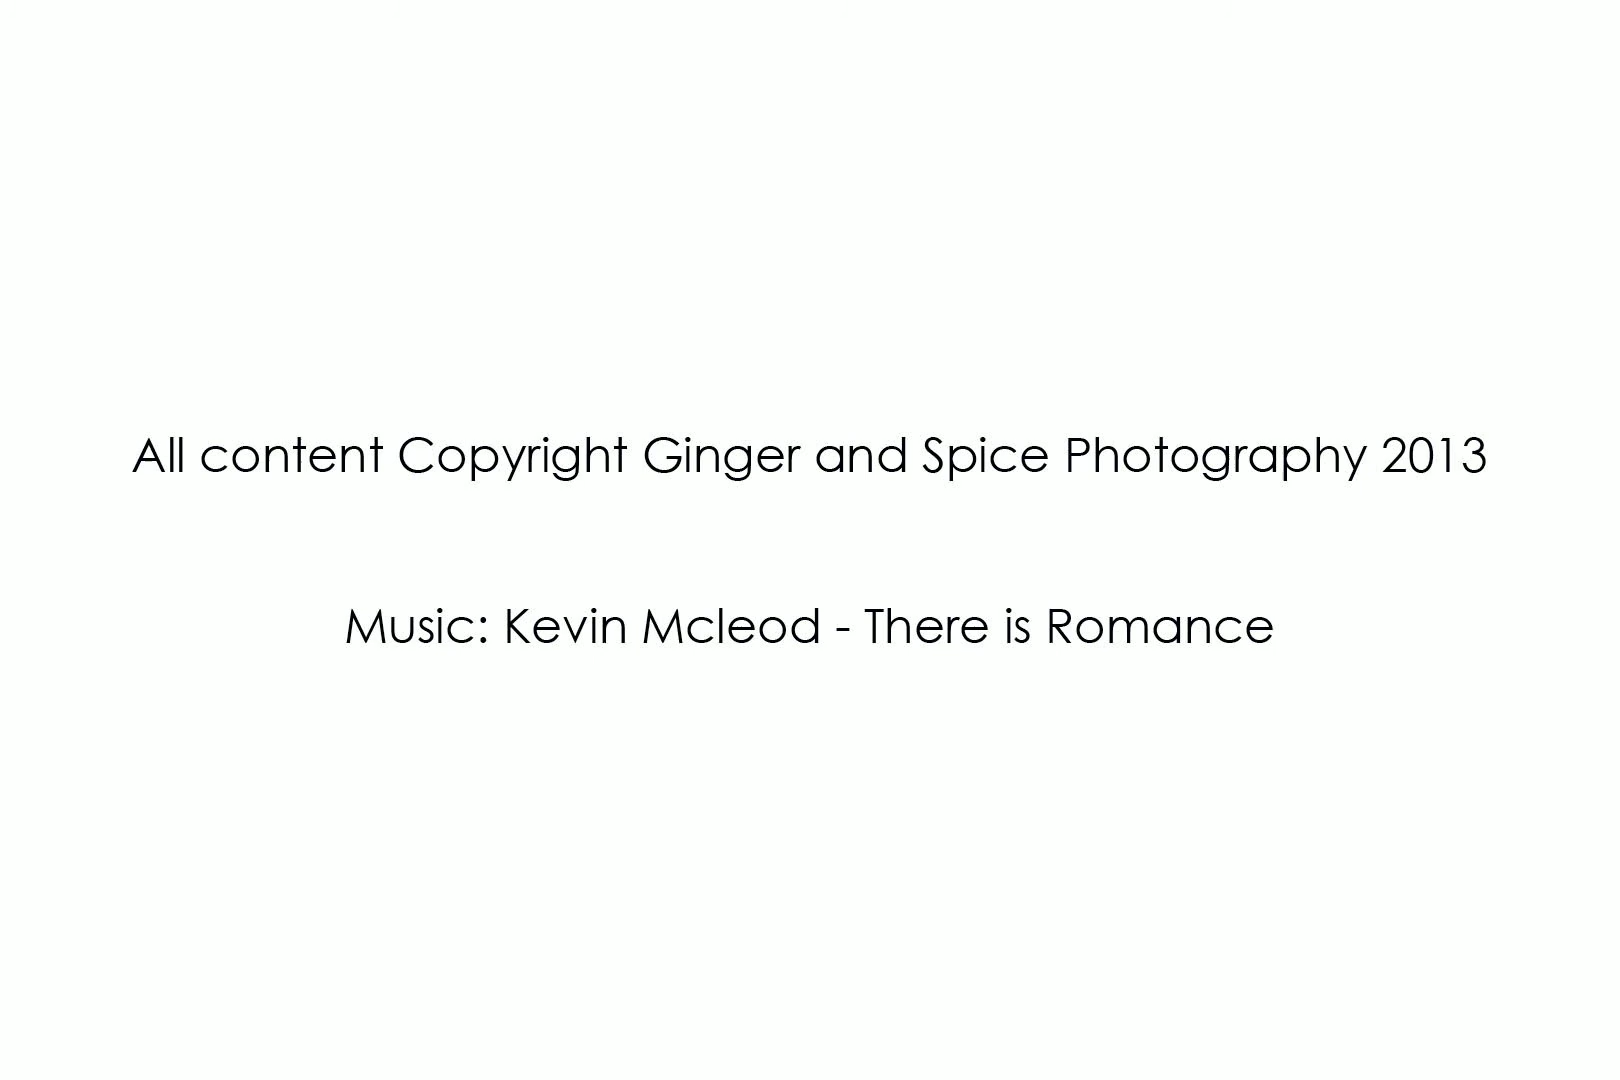 All content Copyright Ginger and Spice Photography 2013
Music: Kevin Mcleod - There is Romance